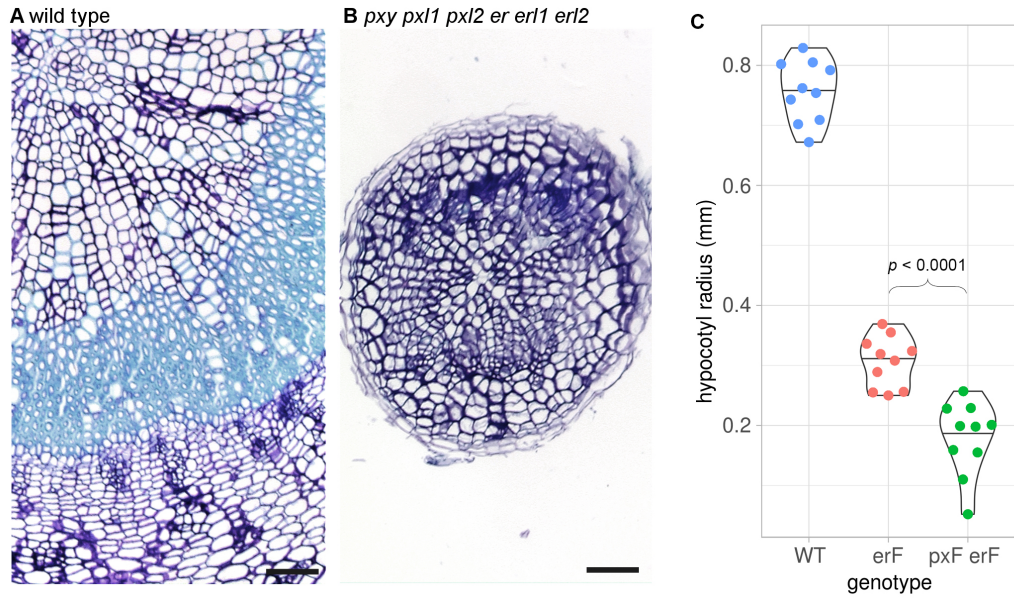 A wild type
B pxy pxl1 pxl2 er erl1 erl2
C
hypocotyl radius (mm)
0.8
0.6
0.4
0.2
p < 0.0001
WT erF pxF erF
genotype